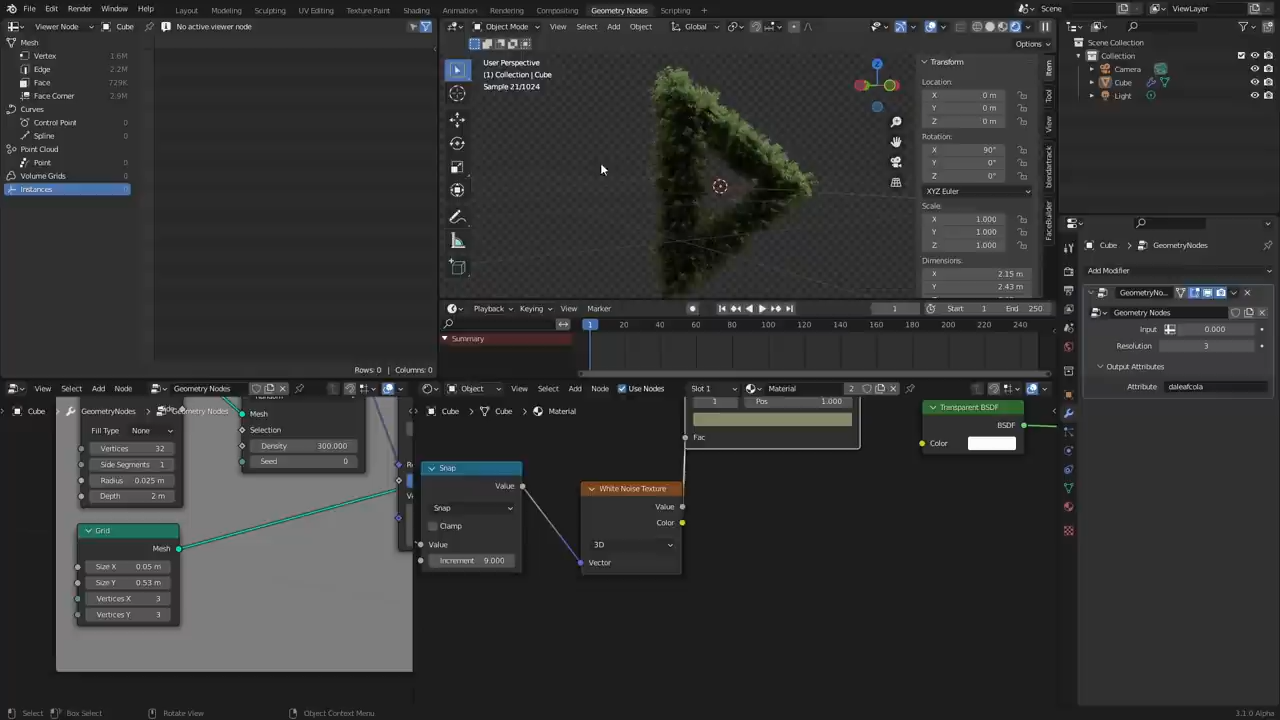 File Edit Render Window Help
Layout Modeling Sculpting UV Editing Texture Paint Shading Animation Rendering Compositing Geometry Nodes Scripting
Scene
ViewLayer
Viewer Node
Cube
No active viewer node
Mesh
Vertex 1.6M
Edge 2.2M
Face 729K
Face Corner 2.9M
Curves
Control Point 0
Spline 0
Point Cloud
Point 0
Volume Grids 0
Instances 0
Rows: 0 | Columns: 0
Object Mode View Select Add Object Global
Options
User Perspective
(1) Collection | Cube
Sample 21/1024
Z
Transform
Location:
X 0 m
Y 0 m
Z 0 m
Rotation:
X 90°
Y 0°
Z 0°
XYZ Euler
Scale:
X 1.000
Y 1.000
Z 1.000
Dimensions:
X 2.15 m
Y 2.43 m
Item
Tool
View
blendartrack
FaceBuilder
Scene Collection
Collection
Camera
Cube
Light
Playback Keying View Marker
1
Start 1
End 250
1 20 40 60 80 100 120 140 160 180 200 220 240
Summary
Cube
GeometryNodes
Add Modifier
GeometryNo...
Geometry Nodes
Input 0.000
Resolution 3
Output Attributes
Attribute daleafcola
View Select Add Node Geometry Nodes
Cube GeometryNodes Geometry Nodes
Fill Type None
Vertices 32
Side Segments 1
Radius 0.025 m
Depth 2 m
Mesh
Selection
Density 300.000
Seed 0
Grid
Mesh
Size X 0.05 m
Size Y 0.53 m
Vertices X 3
Vertices Y 3
Object View Select Add Node Use Nodes Slot 1 Material 2
Cube Cube Material
1 Pos 1.000
Fac
Transparent BSDF
BSDF
Color
Snap
Value
Snap
Clamp
Value
Increment 9.000
White Noise Texture
Value
Color
3D
Vector
Select Box Select Rotate View Object Context Menu
3.1.0 Alpha